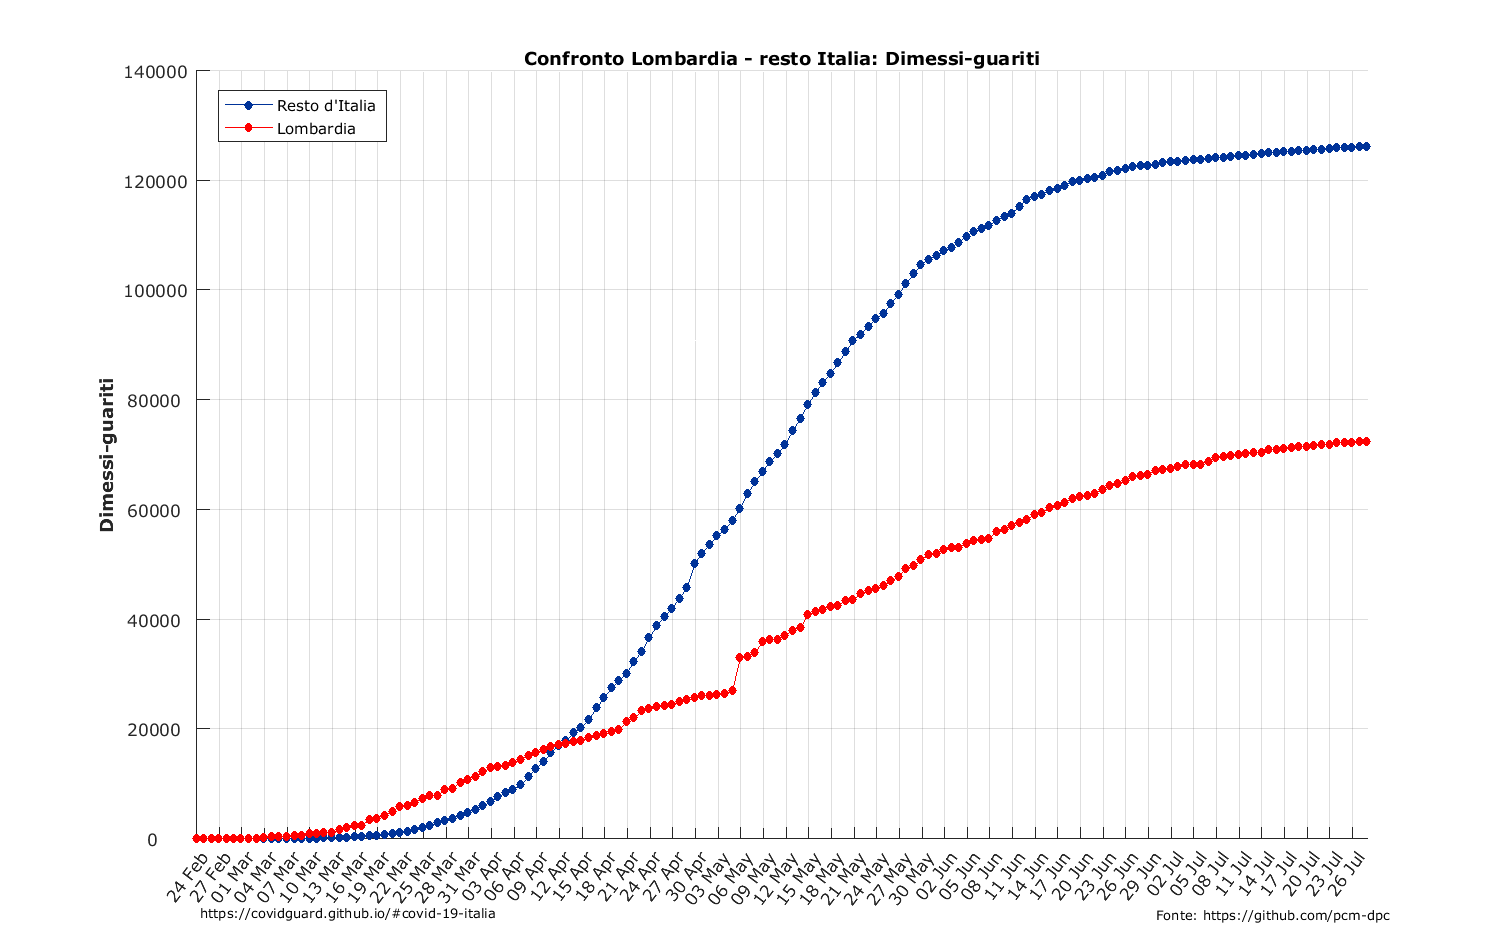 Confronto Lombardia - resto Italia: Dimessi-guariti
140000
120000
100000
80000
60000
40000
20000
0
Dimessi-guariti
Resto d'Italia
Lombardia
24 Feb
27 Feb
01 Mar
04 Mar
07 Mar
10 Mar
13 Mar
16 Mar
19 Mar
22 Mar
25 Mar
28 Mar
31 Mar
03 Apr
06 Apr
09 Apr
12 Apr
15 Apr
18 Apr
21 Apr
24 Apr
27 Apr
30 Apr
03 May
06 May
09 May
12 May
15 May
18 May
21 May
24 May
27 May
30 May
02 Jun
05 Jun
08 Jun
11 Jun
14 Jun
17 Jun
20 Jun
23 Jun
26 Jun
29 Jun
02 Jul
05 Jul
08 Jul
11 Jul
14 Jul
17 Jul
20 Jul
23 Jul
26 Jul
https://covidguard.github.io/#covid-19-italia
Fonte: https://github.com/pcm-dpc